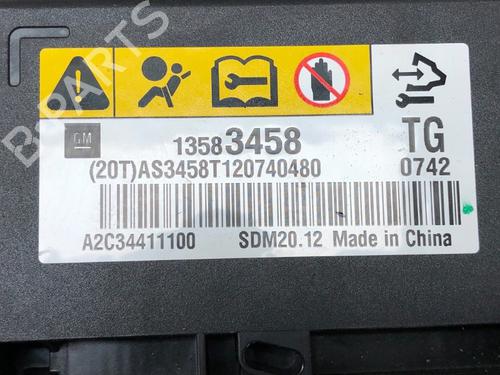 B-PARTS
GM
13583458
TG
(20T)AS3458T120740480
0742
A2C34411100 SDM20.12 Made in China